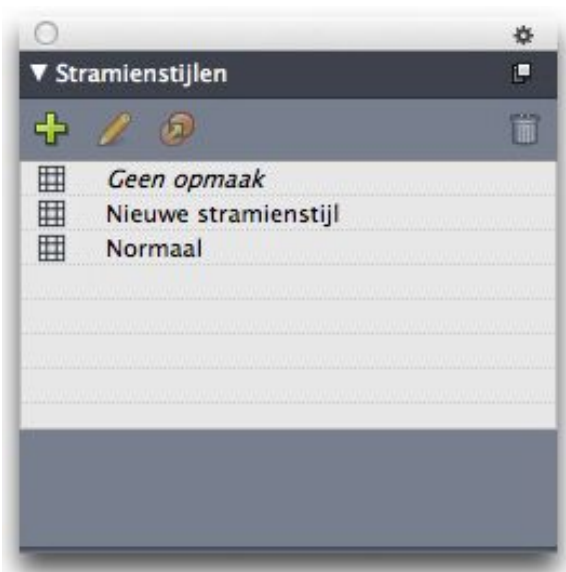 Stramienstijlen
Geen opmaak
Nieuwe stramienstijl
Normaal